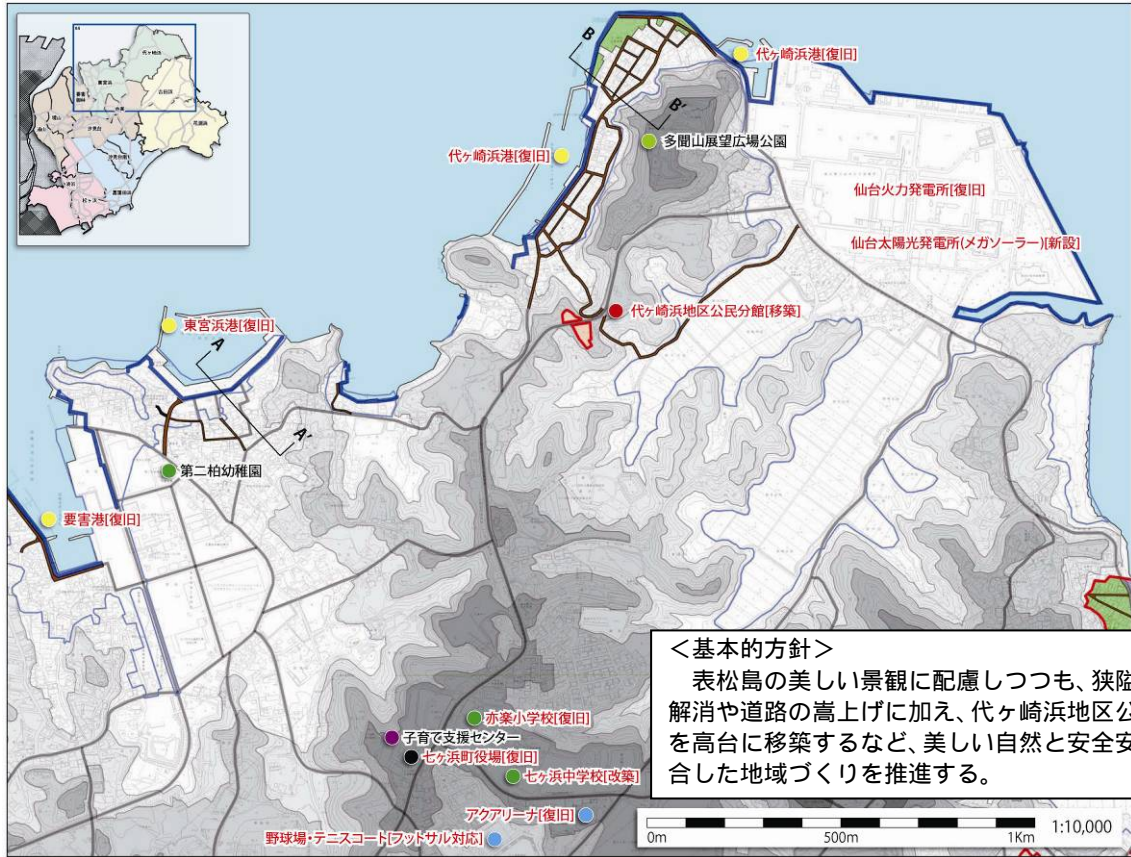 代ヶ崎浜港[復旧]
B
B'
多聞山展望広場公園
代ヶ崎浜港[復旧]
仙台火力発電所[復旧]
仙台太陽光発電所(メガソーラー)[新設]
代ヶ崎浜地区公民分館[移築]
東宮浜港[復旧]
A
A'
第二柏幼稚園
要害港[復旧]
<基本的方針>
表松島の美しい景観に配慮しつつも、狭隘
解消や道路の嵩上げに加え、代ヶ崎浜地区公
を高台に移築するなど、美しい自然と安全安
合した地域づくりを推進する。
亦楽小学校[復旧]
子育て支援センター
七ヶ浜町役場[復旧]
七ヶ浜中学校[改築]
アクアリーナ[復旧]
野球場・テニスコート[フットサル対応]
0m 500m 1Km 1:10,000